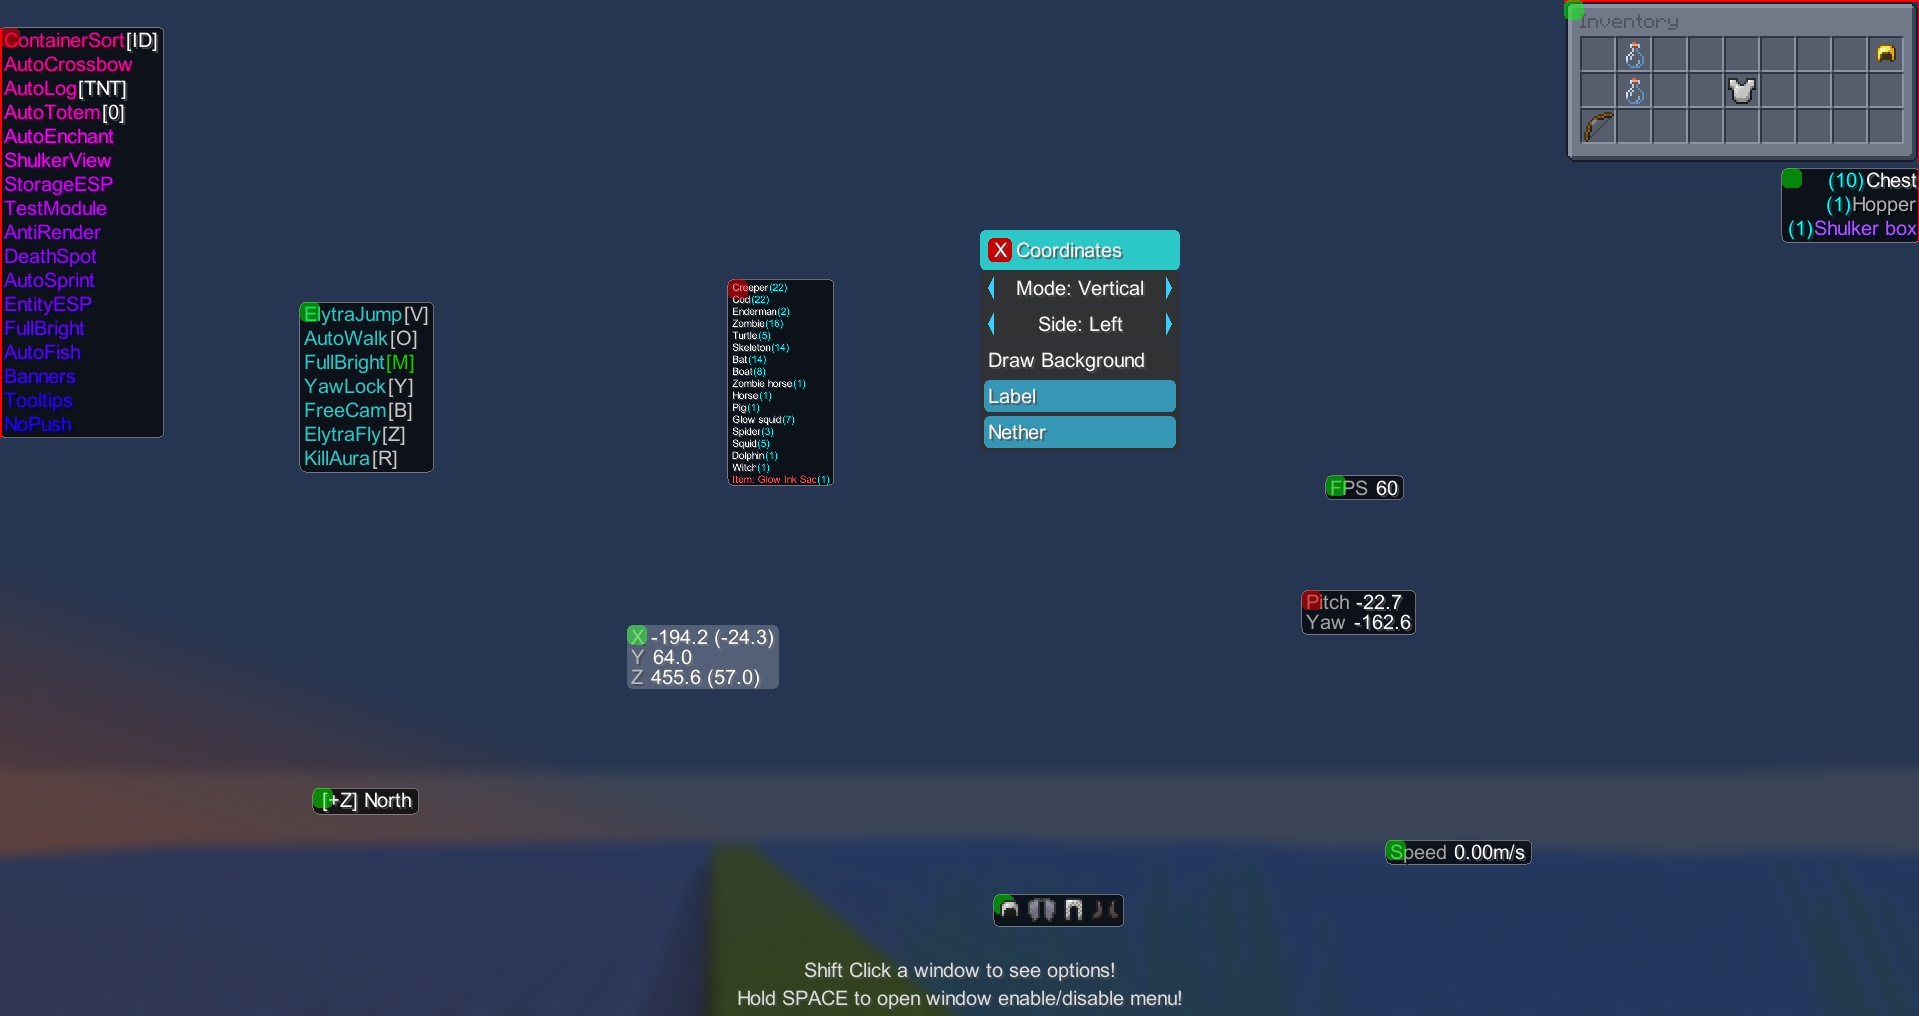 ContainerSort[ID]
AutoCrossbow
AutoLog[TNT]
AutoTotem[0]
AutoEnchant
ShulkerView
StorageESP
TestModule
AntiRender
DeathSpot
AutoSprint
EntityESP
FullBright
AutoFish
Banners
Tooltips
NoPush
ElytraJump[V]
AutoWalk[O]
FullBright[M]
YawLock[Y]
FreeCam[B]
ElytraFly[Z]
KillAura[R]
Creeper(22)
Cod(22)
Enderman(2)
Zombie(16)
Turtle(5)
Skeleton(14)
Bat(14)
Boat(8)
Zombie horse(1)
Horse(1)
Pig(1)
Glow squid(7)
Spider(3)
Squid(5)
Dolphin(1)
Witch(1)
Item: Glow Ink Sac(1)
X Coordinates
Mode: Vertical
Side: Left
Draw Background
Label
Nether
Inventory
(10)Chest
(1)Hopper
(1)Shulker box
FPS 60
Pitch -22.7
Yaw -162.6
X -194.2 (-24.3)
Y 64.0
Z 455.6 (57.0)
[+Z] North
Speed 0.00m/s
Shift Click a window to see options!
Hold SPACE to open window enable/disable menu!